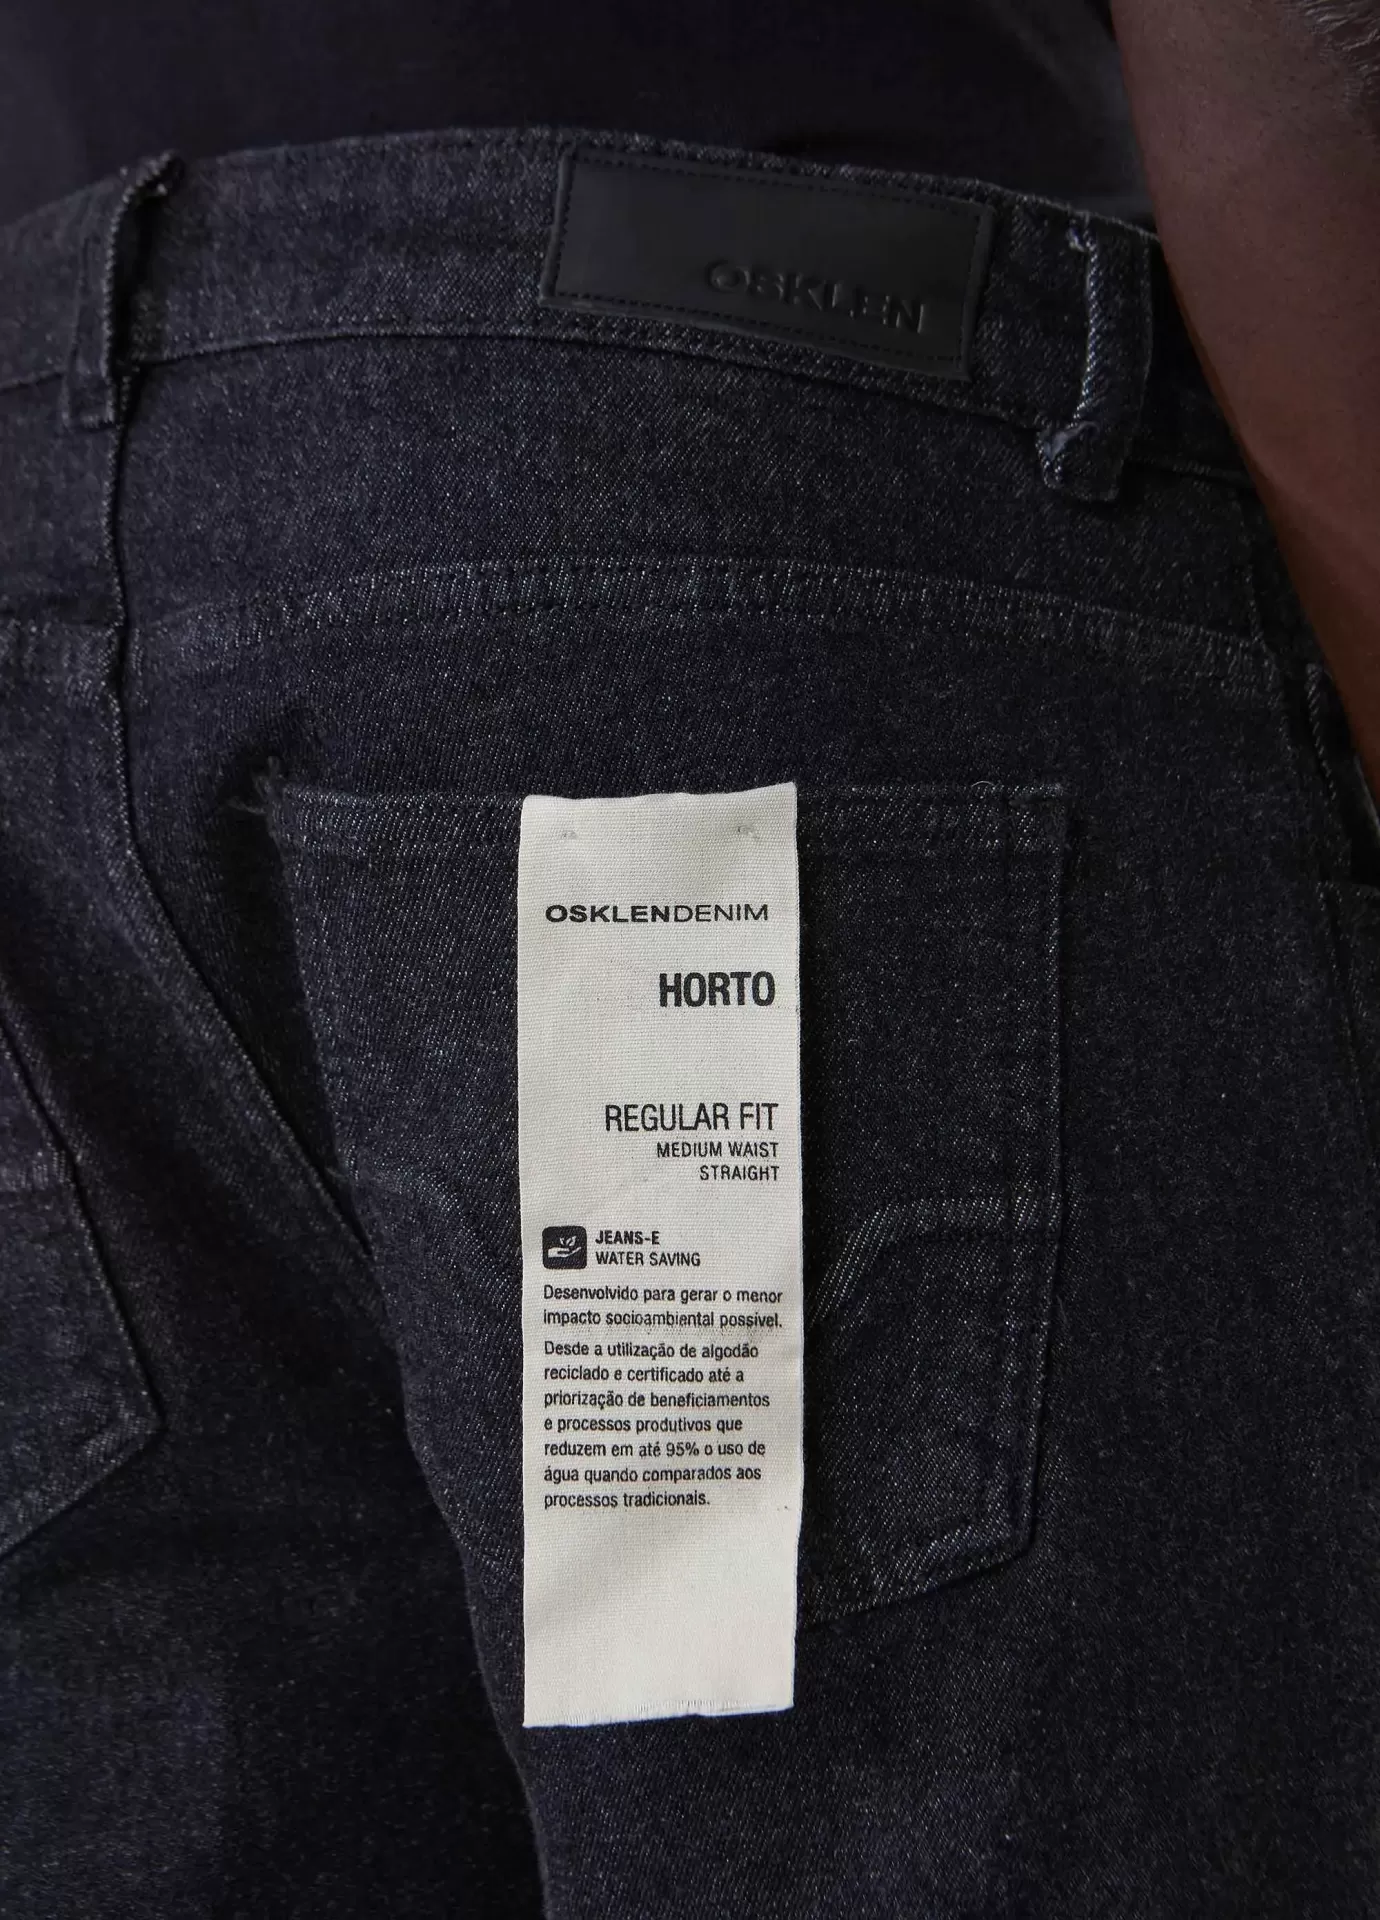 OSKLEN
OSKLENDENIM
HORTO
REGULAR FIT
MEDIUM WAIST
STRAIGHT
JEANS-E
WATER SAVING
Desenvolvido para gerar o menor
impacto socioambiental possível.
Desde a utilização de algodão
reciclado e certificado até a
priorização de beneficiamentos
e processos produtivos que
reduzem em até 95% o uso de
água quando comparados aos
processos tradicionais.